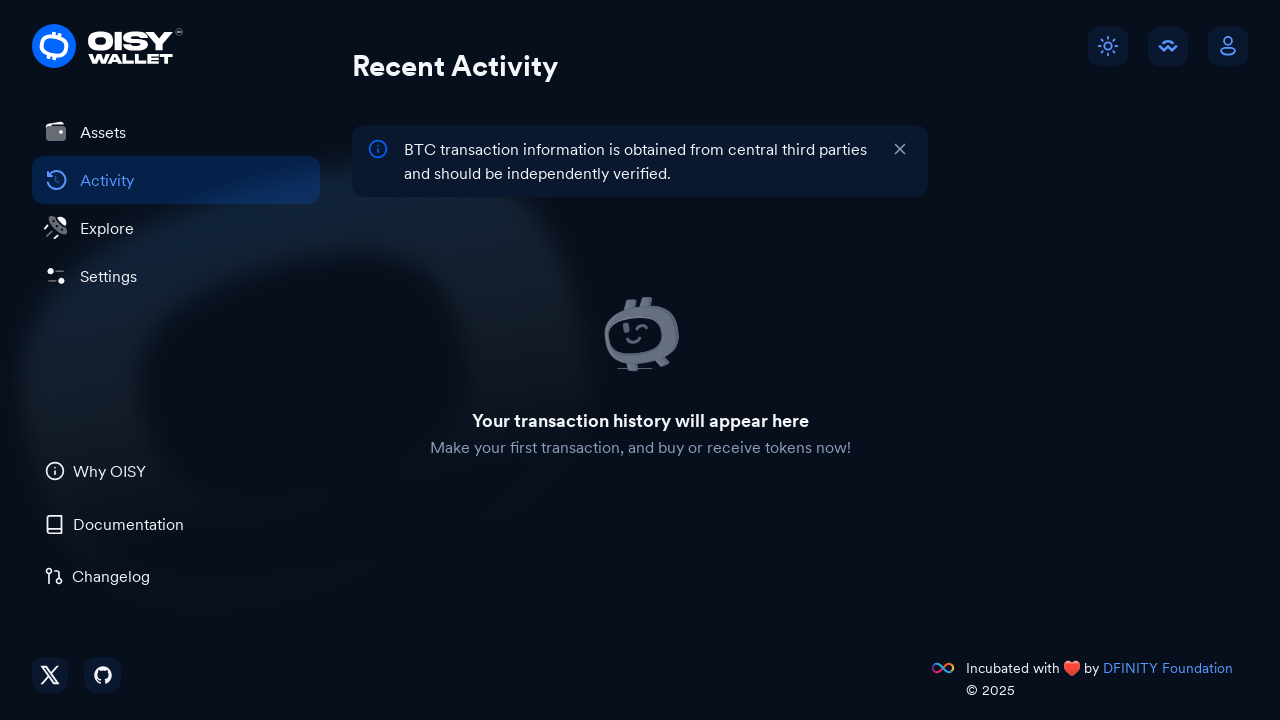 OISY
WALLET
Recent Activity
Assets
Activity
Explore
Settings
BTC transaction information is obtained from central third parties
and should be independently verified.
Your transaction history will appear here
Make your first transaction, and buy or receive tokens now!
Why OISY
Documentation
Changelog
Incubated with ❤️ by DFINITY Foundation
© 2025